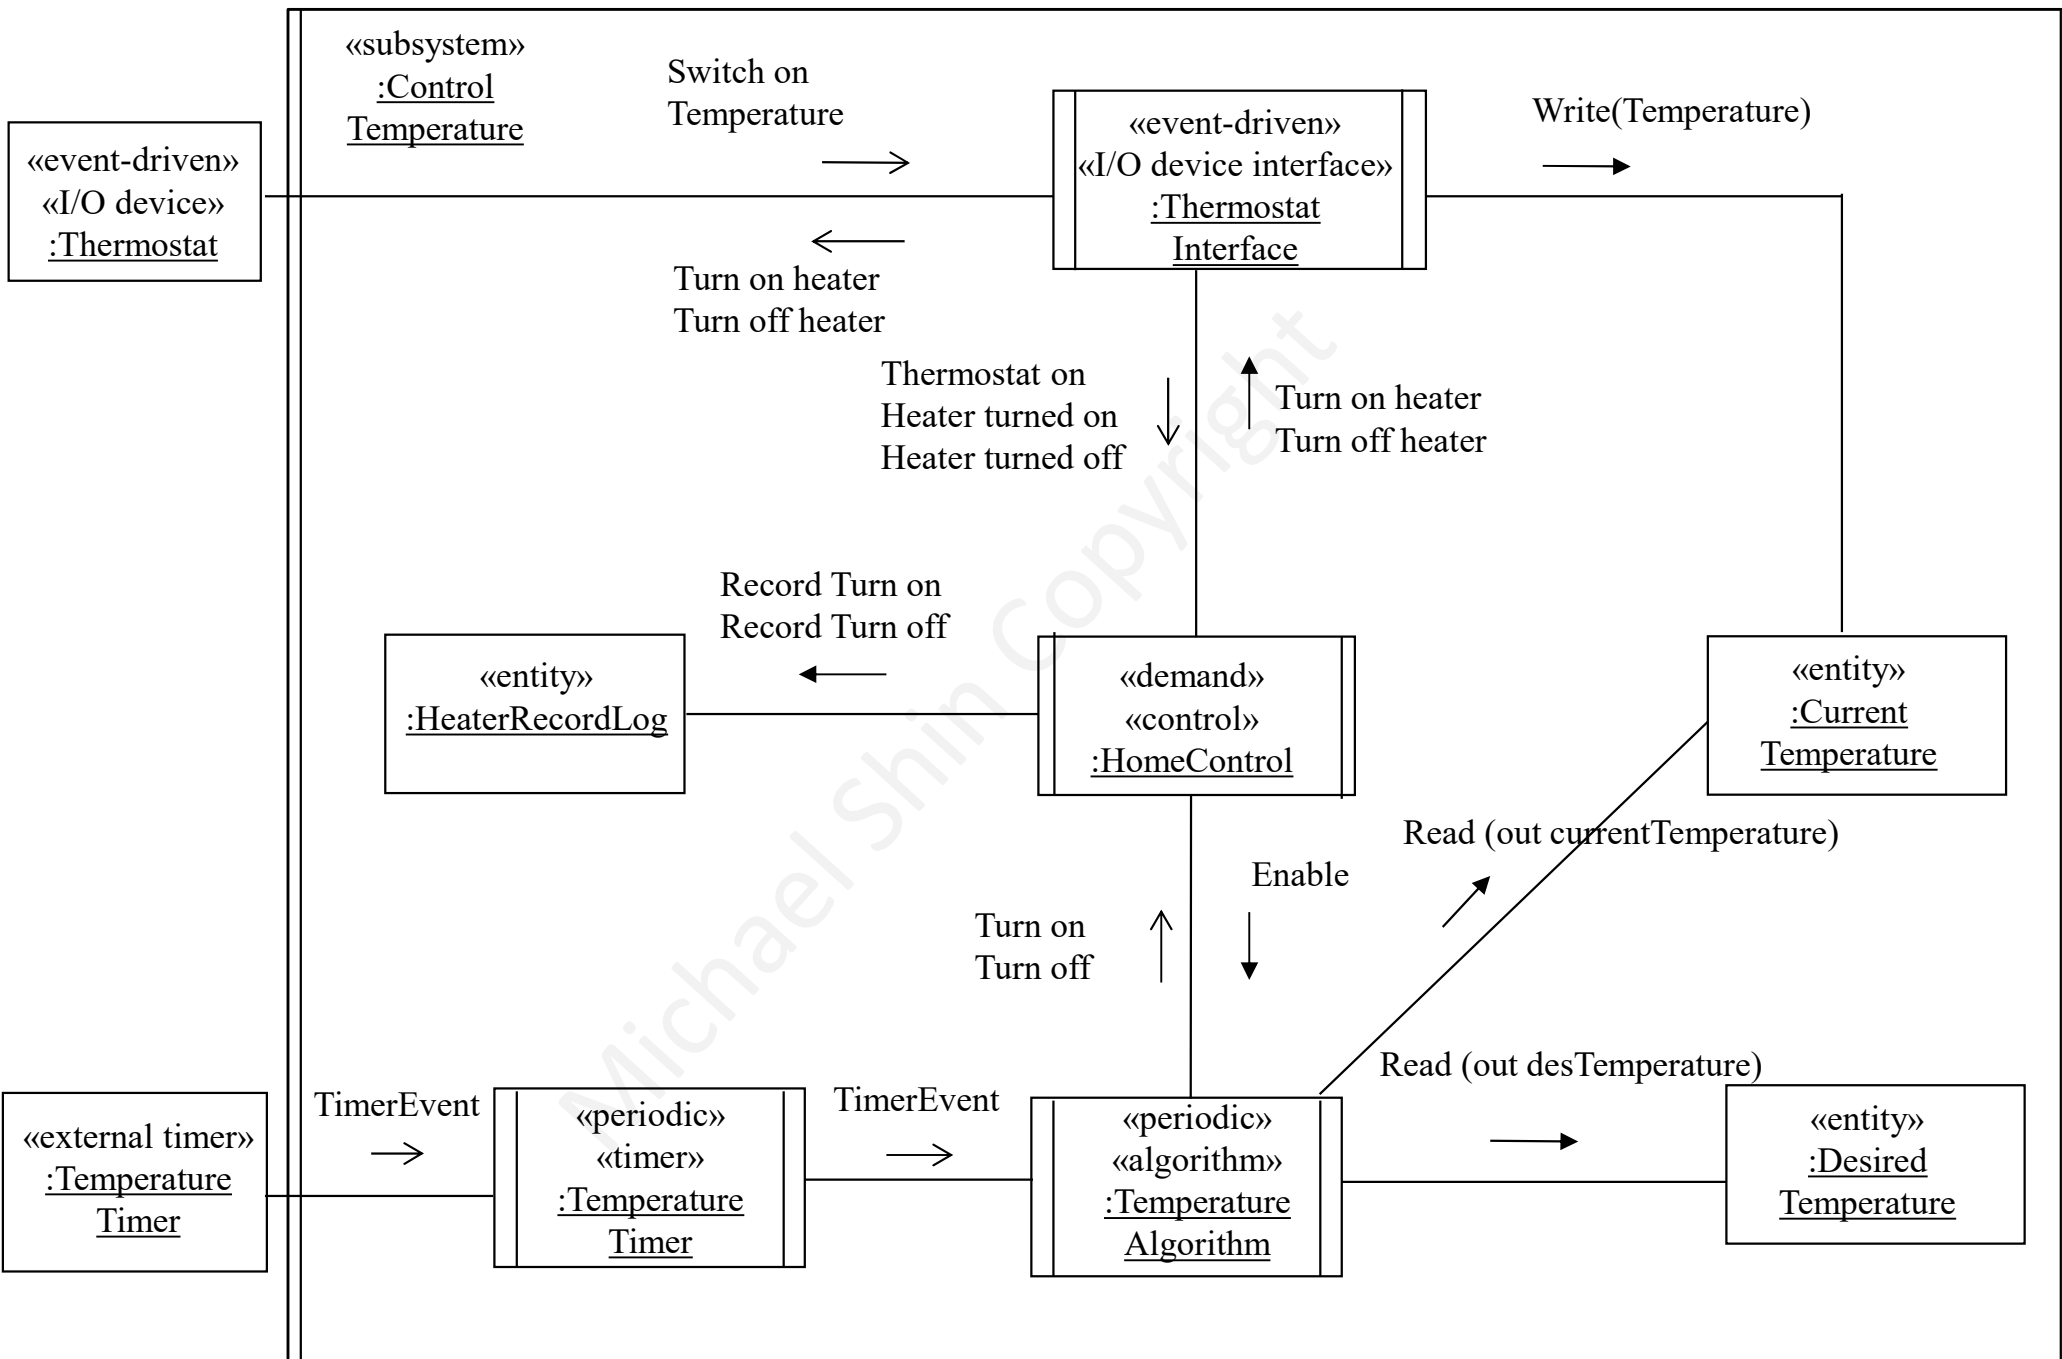 «subsystem»
:Control
Temperature
Switch on
Temperature
«event-driven»
«I/O device»
:Thermostat
«event-driven»
«I/O device interface»
:Thermostat
Interface
Write(Temperature)
Turn on heater
Turn off heater
Thermostat on
Heater turned on
Heater turned off
Turn on heater
Turn off heater
Record Turn on
Record Turn off
«entity»
:HeaterRecordLog
«demand»
«control»
:HomeControl
«entity»
:Current
Temperature
Read (out currentTemperature)
Enable
Turn on
Turn off
Read (out desTemperature)
«external timer»
:Temperature
Timer
TimerEvent
«periodic»
«timer»
:Temperature
Timer
TimerEvent
«periodic»
«algorithm»
:Temperature
Algorithm
«entity»
:Desired
Temperature
Michael Shin Copyright